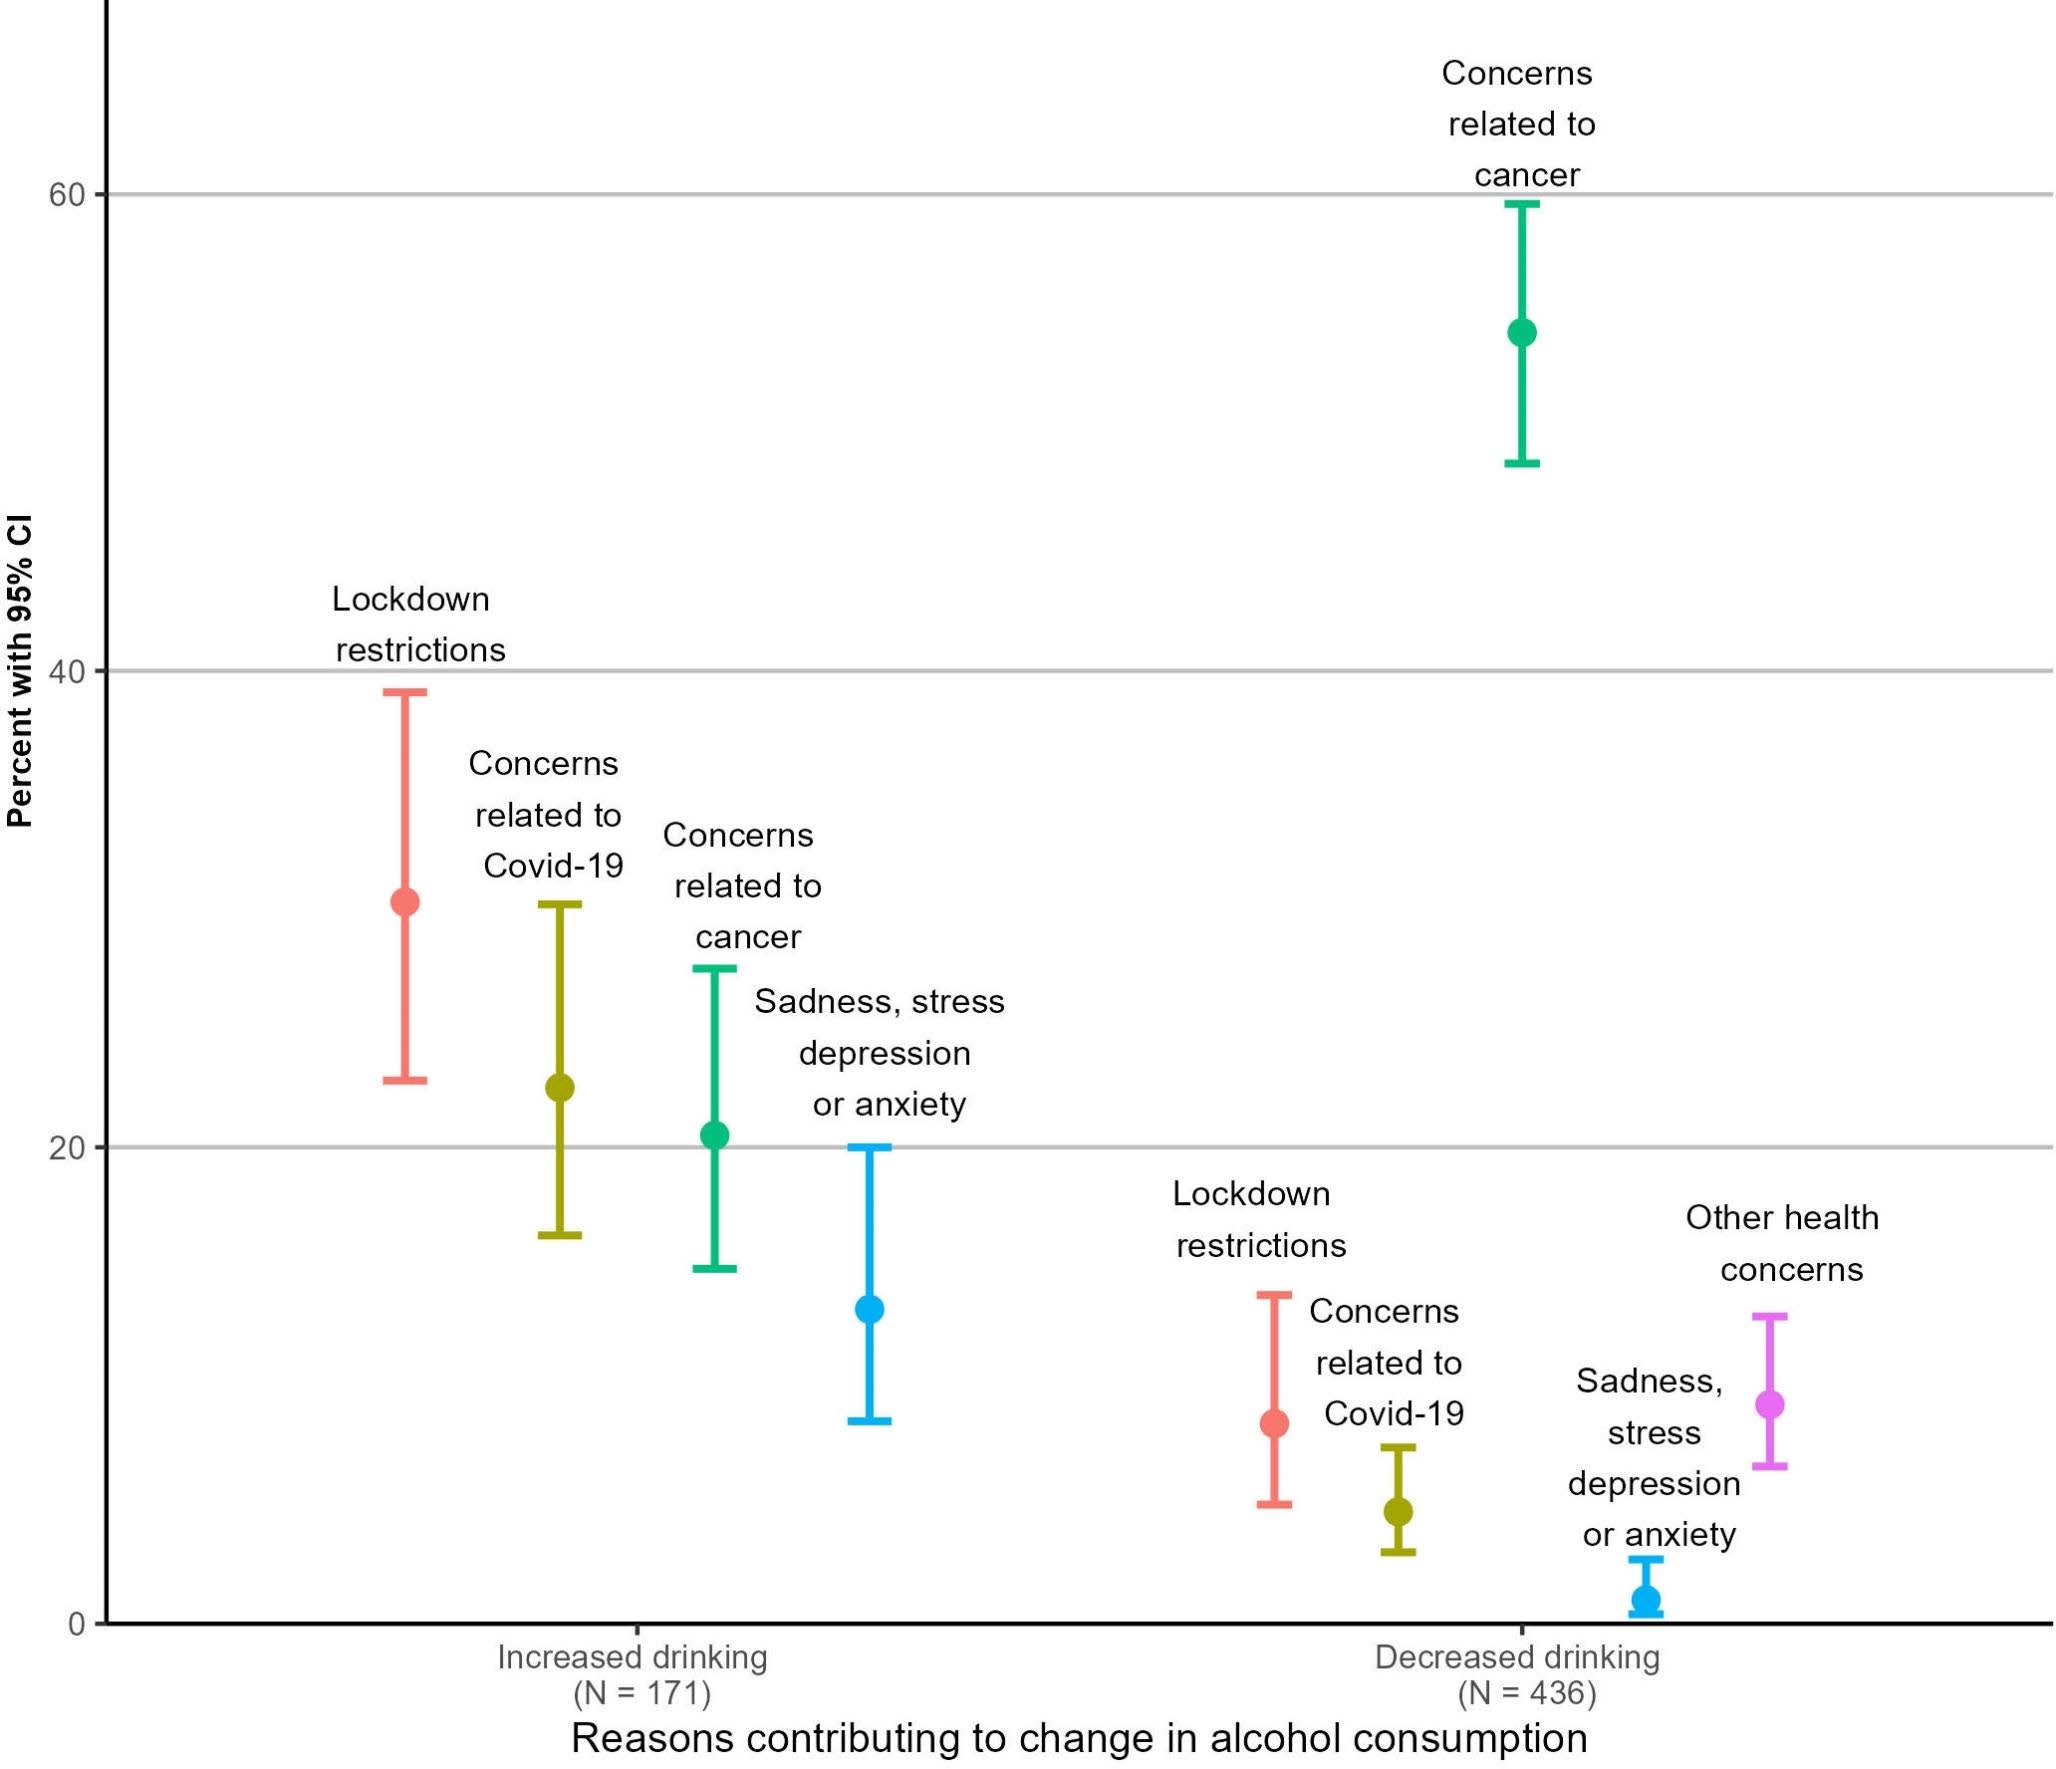 Concerns
related to
cancer
60
Percent with 95% CI
Lockdown
restrictions
40
Concerns
related to
Covid-19
Concerns
related to
cancer
Sadness, stress
depression
or anxiety
20
Lockdown
restrictions
Concerns
related to
Covid-19
Sadness,
stress
depression
or anxiety
Other health
concerns
0
Increased drinking
(N = 171)
Decreased drinking
(N = 436)
Reasons contributing to change in alcohol consumption